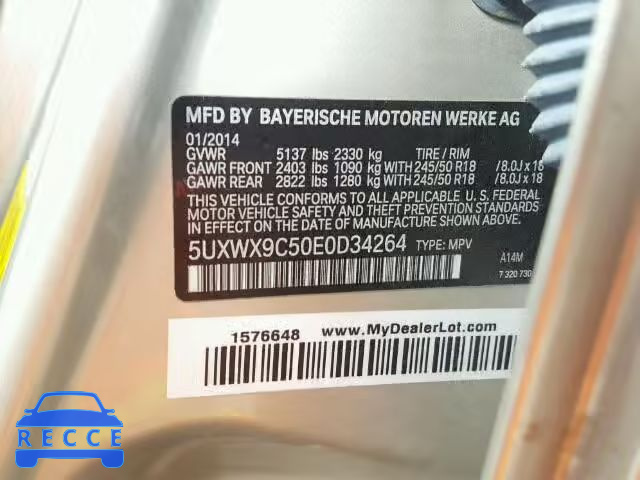 MFD BY BAYERISCHE MOTOREN WERKE AG
01/2014
GVWR 5137 lbs 2330 kg TIRE / RIM
GAWR FRONT 2403 lbs 1090 kg WITH 245/50 R18 /8.0J x 18
GAWR REAR 2822 lbs 1280 kg WITH 245/50 R18 /8.0J x 18
THIS VEHICLE CONFORMS TO ALL APPLICABLE U. S. FEDERAL
MOTOR VEHICLE SAFETY AND THEFT PREVENTION
STANDARDS IN EFFECT ON THE DATE OF MANUFACTURE SHOWN ABOVE.
5UXWX9C50E0D34264 TYPE: MPV
A14M
7 320 730
1576648 www.MyDealerLot.com
RECCE